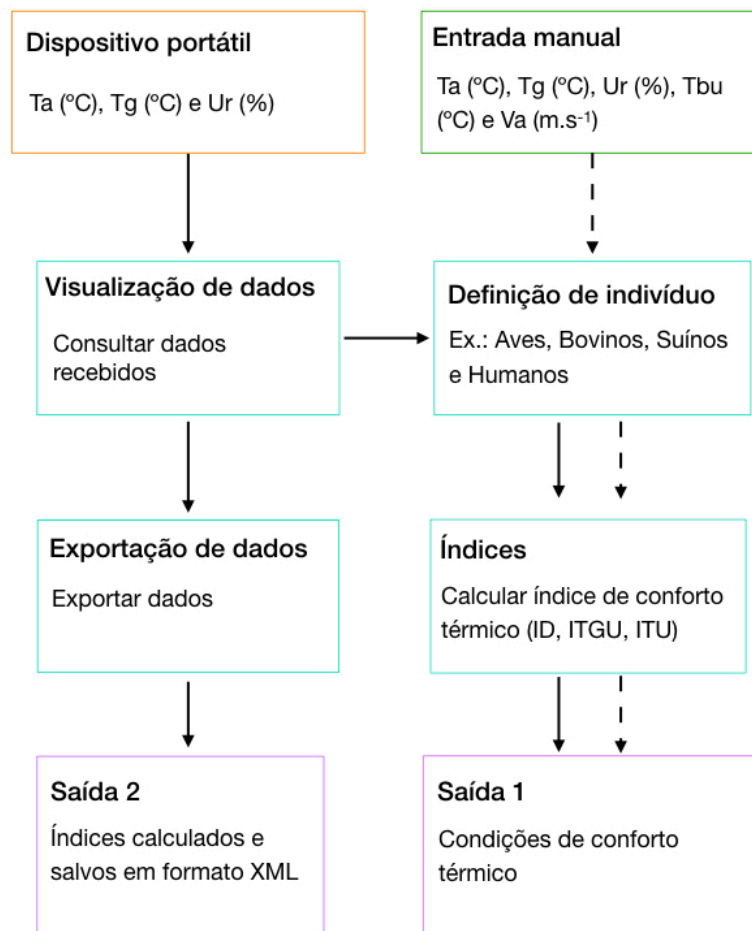 Dispositivo portátil
Ta (ºC), Tg (ºC) e Ur (%)
Entrada manual
Ta (ºC), Tg (ºC), Ur (%), Tbu
(ºC) e Va (m.s⁻¹)
Visualização de dados
Consultar dados
recebidos
Definição de indivíduo
Ex.: Aves, Bovinos, Suínos
e Humanos
Exportação de dados
Exportar dados
Índices
Calcular índice de conforto
térmico (ID, ITGU, ITU)
Saída 2
Índices calculados e
salvos em formato XML
Saída 1
Condições de conforto
térmico